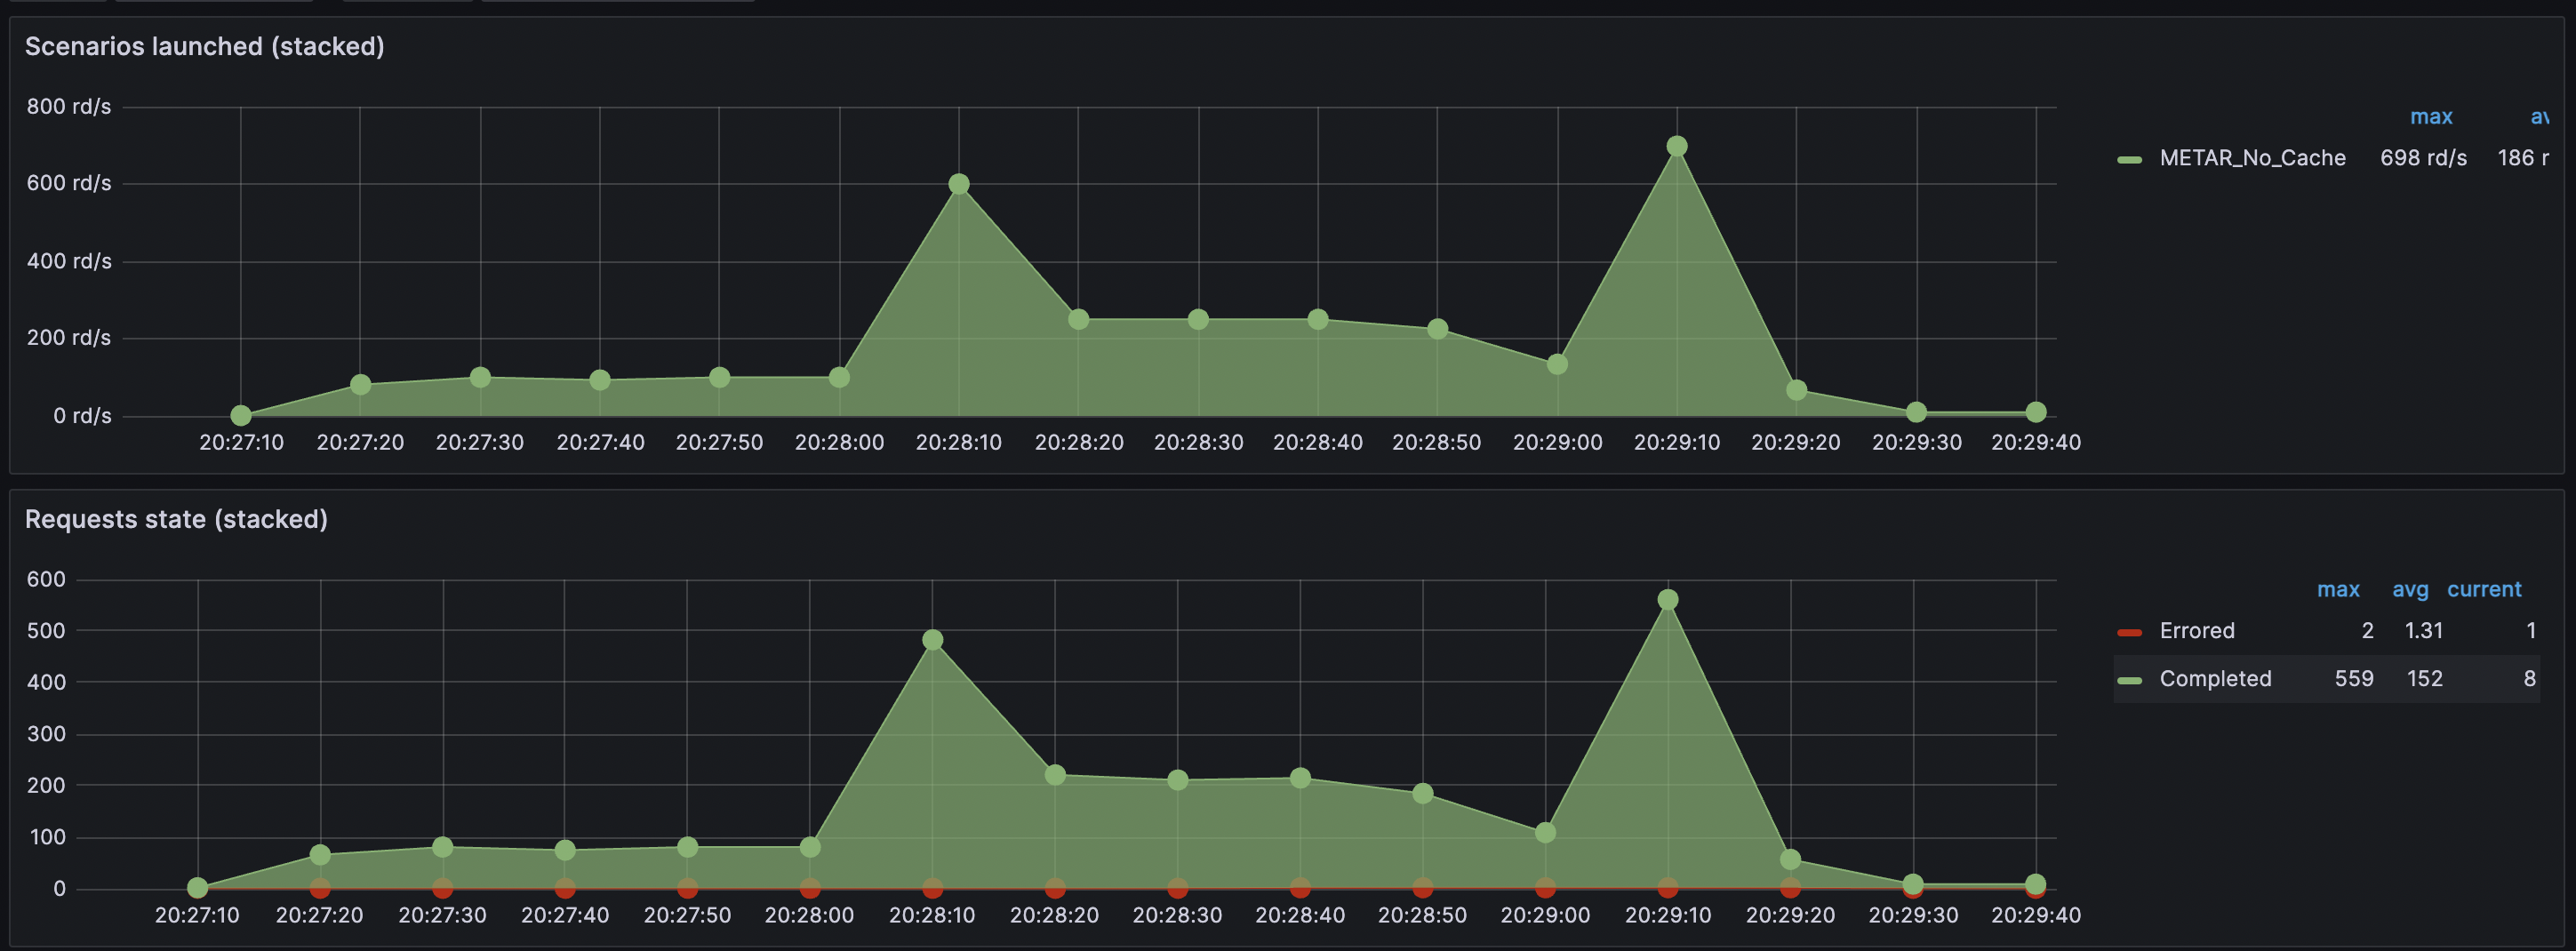 Scenarios launched (stacked)
800 rd/s
600 rd/s
400 rd/s
200 rd/s
0 rd/s
20:27:10 20:27:20 20:27:30 20:27:40 20:27:50 20:28:00 20:28:10 20:28:20 20:28:30 20:28:40 20:28:50 20:29:00 20:29:10 20:29:20 20:29:30 20:29:40
max av
METAR_No_Cache 698 rd/s 186 r
Requests state (stacked)
600
500
400
300
200
100
0
20:27:10 20:27:20 20:27:30 20:27:40 20:27:50 20:28:00 20:28:10 20:28:20 20:28:30 20:28:40 20:28:50 20:29:00 20:29:10 20:29:20 20:29:30 20:29:40
max avg current
Errored 2 1.31 1
Completed 559 152 8